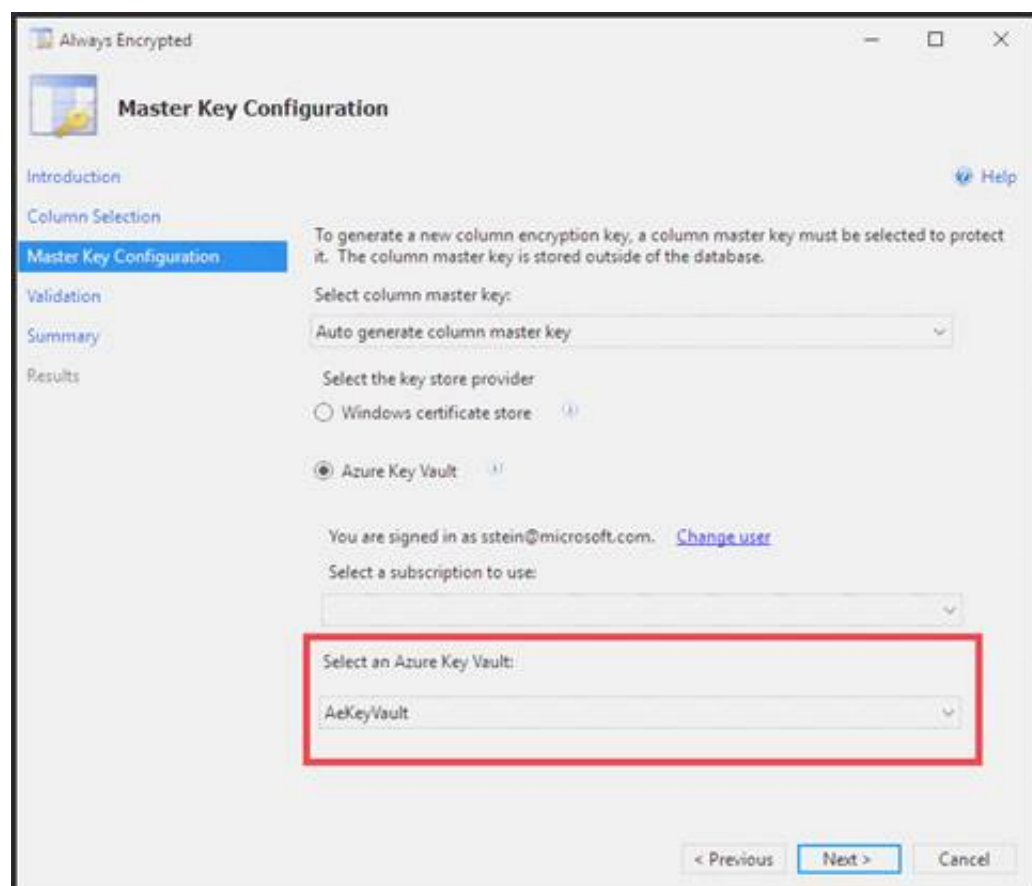 Always Encrypted
Master Key Configuration
Introduction
Help
Column Selection
Master Key Configuration
Validation
Summary
Results
To generate a new column encryption key, a column master key must be selected to protect
it. The column master key is stored outside of the database.
Select column master key:
Auto generate column master key
Select the key store provider
Windows certificate store
Azure Key Vault
You are signed in as sstein@microsoft.com. Change user
Select a subscription to use:
Select an Azure Key Vault:
AeKeyVault
< Previous
Next >
Cancel